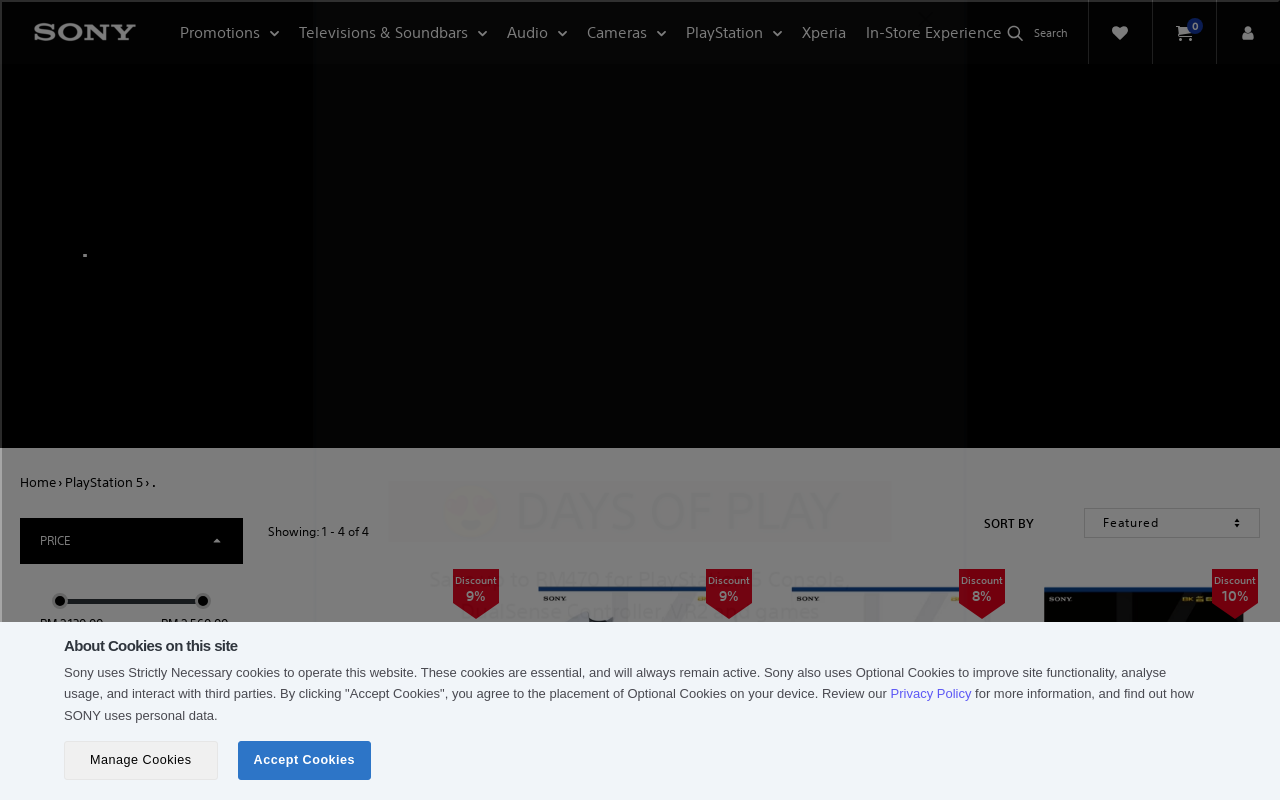 SONY
Promotions
Televisions & Soundbars
Audio
Cameras
PlayStation
Xperia
In-Store Experience
Search
0
Home › PlayStation 5 › .
PRICE
Showing: 1 - 4 of 4
SORT BY
Featured
DAYS OF PLAY
Discount 9%
Discount 9%
Discount 8%
Discount 10%
SONY
SONY
SONY
About Cookies on this site
Sony uses Strictly Necessary cookies to operate this website. These cookies are essential, and will always remain active. Sony also uses Optional Cookies to improve site functionality, analyse
usage, and interact with third parties. By clicking "Accept Cookies", you agree to the placement of Optional Cookies on your device. Review our Privacy Policy for more information, and find out how
SONY uses personal data.
Manage Cookies
Accept Cookies